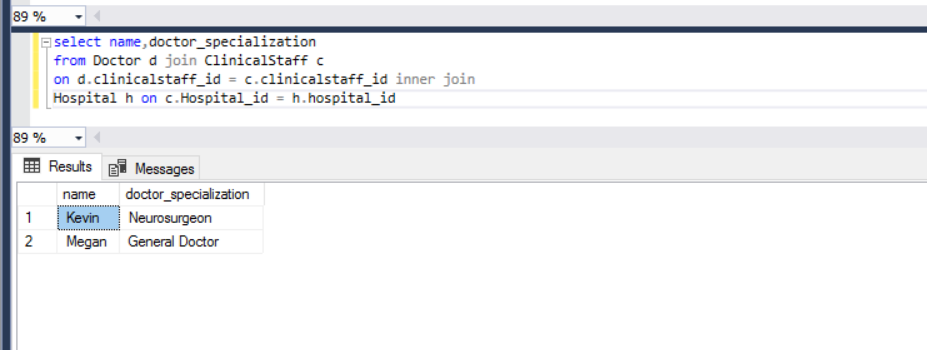 89 %
select name,doctor_specialization
from Doctor d join ClinicalStaff c
on d.clinicalstaff_id = c.clinicalstaff_id inner join
Hospital h on c.Hospital_id = h.hospital_id
89 %
Results Messages
name doctor_specialization
1 Kevin Neurosurgeon
2 Megan General Doctor